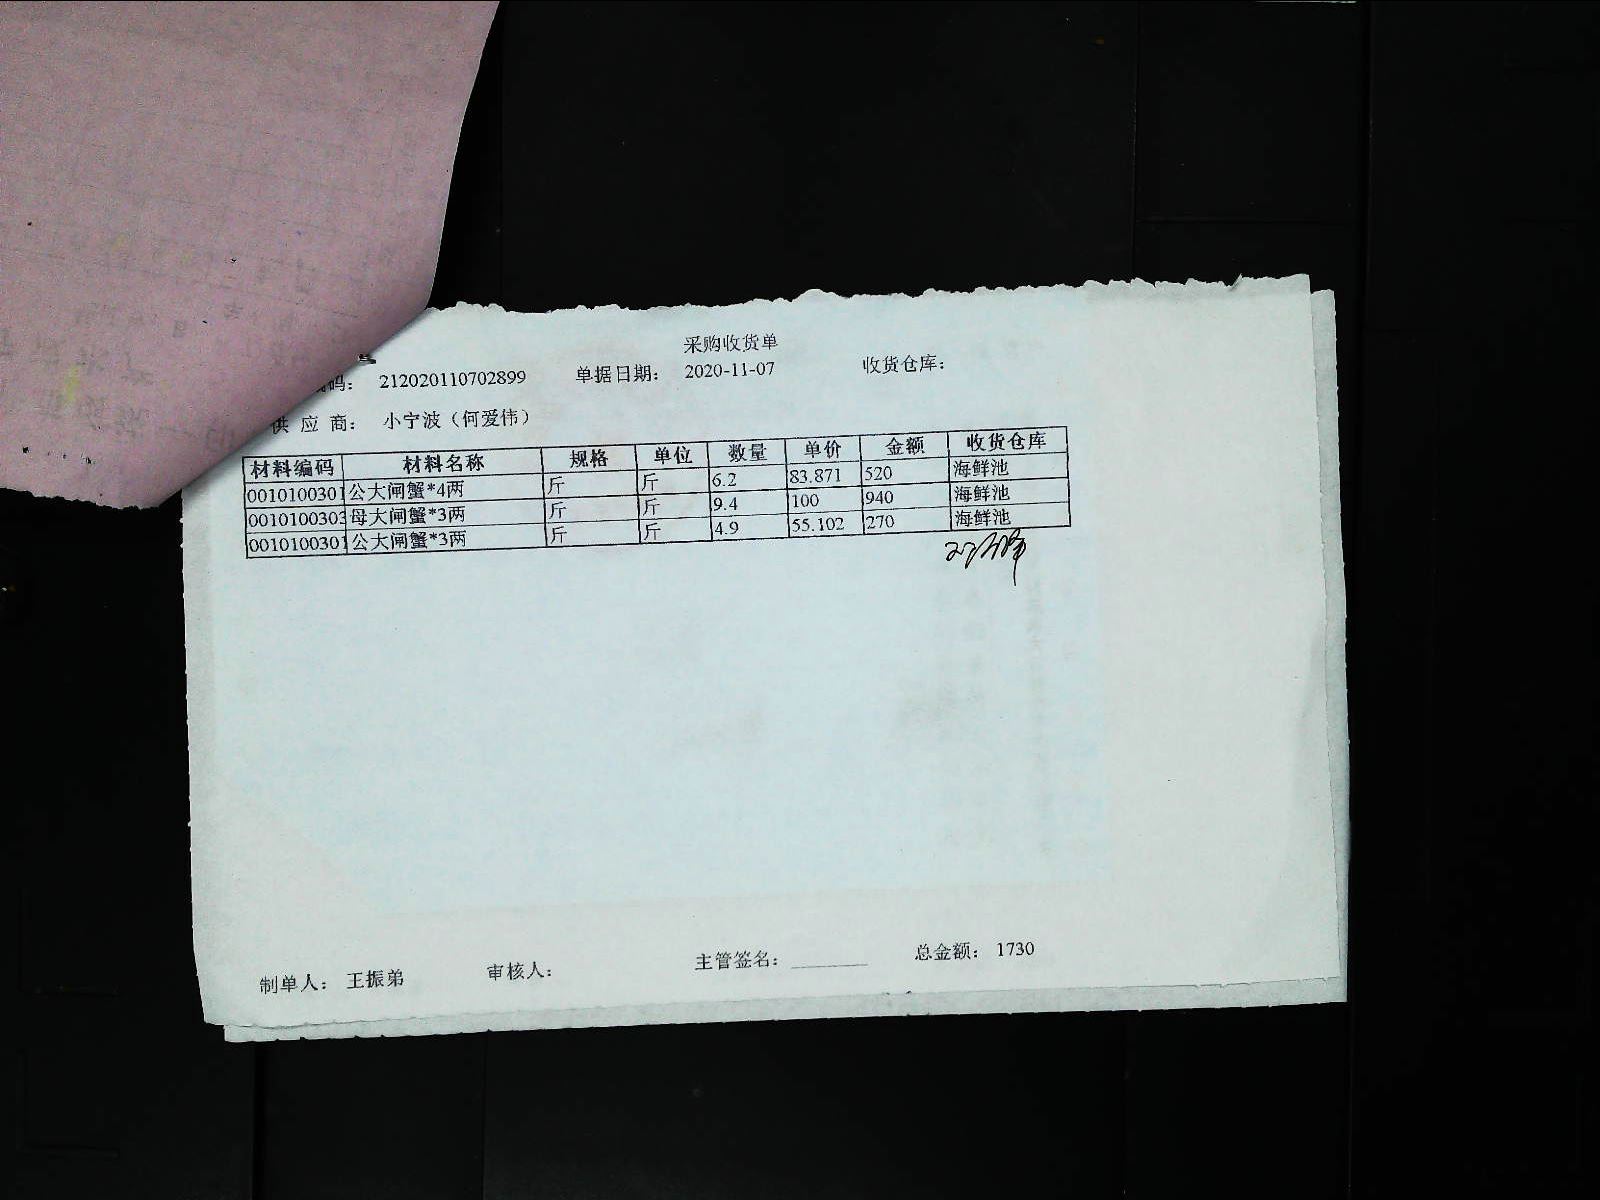 采购收货单
码： 212020110702899 单据日期： 2020-11-07 收货仓库：
供 应 商： 小宁波（何爱伟）
材料编码 材料名称 规格 单位 数量 单价 金额 收货仓库
0010100301 公大闸蟹*4两 斤 斤 6.2 83.871 520 海鲜池
0010100303 母大闸蟹*3两 斤 斤 9.4 100 940 海鲜池
0010100301 公大闸蟹*3两 斤 斤 4.9 55.102 270 海鲜池
制单人： 王振弟 审核人： 主管签名： 总金额： 1730